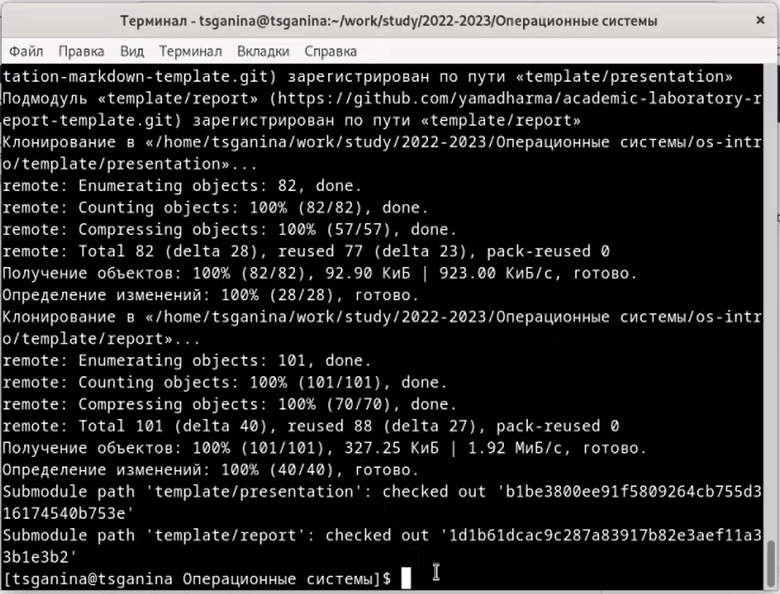 Терминал - tsganina@tsganina:~/work/study/2022-2023/Операционные системы
Файл Правка Вид Терминал Вкладки Справка
tation-markdown-template.git) зарегистрирован по пути «template/presentation»
Подмодуль «template/report» (https://github.com/yamadharma/academic-laboratory-r
eport-template.git) зарегистрирован по пути «template/report»
Клонирование в «/home/tsganina/work/study/2022-2023/Операционные системы/os-intr
o/template/presentation»...
remote: Enumerating objects: 82, done.
remote: Counting objects: 100% (82/82), done.
remote: Compressing objects: 100% (57/57), done.
remote: Total 82 (delta 28), reused 77 (delta 23), pack-reused 0
Получение объектов: 100% (82/82), 92.90 КиБ | 923.00 КиБ/с, готово.
Определение изменений: 100% (28/28), готово.
Клонирование в «/home/tsganina/work/study/2022-2023/Операционные системы/os-intr
o/template/report»...
remote: Enumerating objects: 101, done.
remote: Counting objects: 100% (101/101), done.
remote: Compressing objects: 100% (70/70), done.
remote: Total 101 (delta 40), reused 88 (delta 27), pack-reused 0
Получение объектов: 100% (101/101), 327.25 КиБ | 1.92 МиБ/с, готово.
Определение изменений: 100% (40/40), готово.
Submodule path 'template/presentation': checked out 'b1be3800ee91f5809264cb755d3
16174540b753e'
Submodule path 'template/report': checked out '1d1b61dcac9c287a83917b82e3aef11a3
3b1e3b2'
[tsganina@tsganina Операционные системы]$